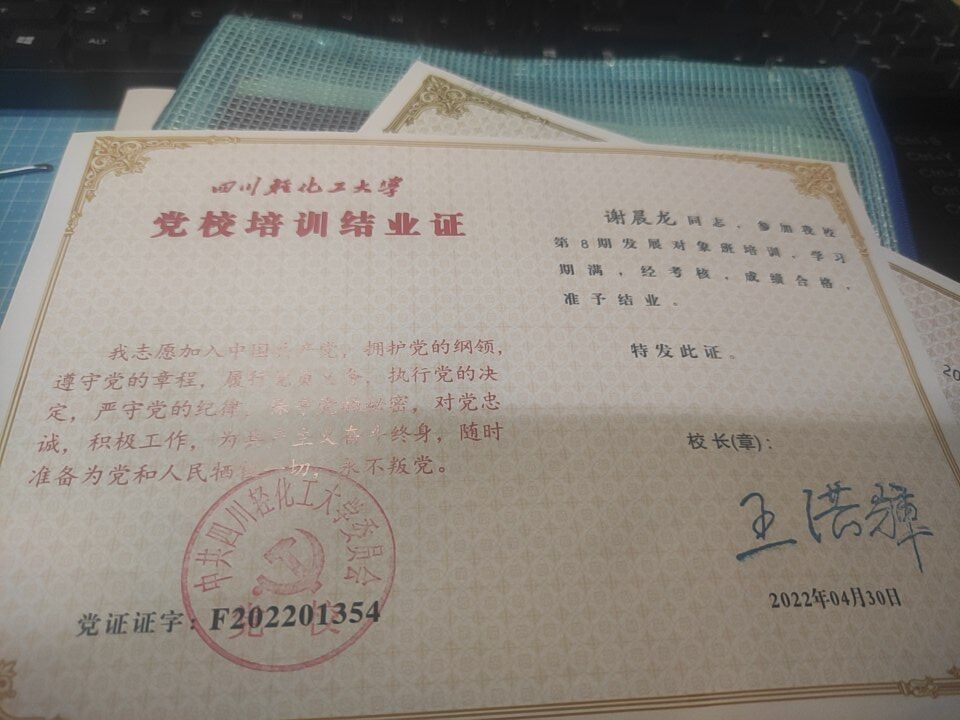 四川轻化工大学
党校培训结业证
我志愿加入中国共产党，拥护党的纲领，
遵守党的章程，履行党员义务，执行党的决
定，严守党的纪律，保守党的秘密，对党忠
诚，积极工作，为共产主义奋斗终身，随时
准备为党和人民牺牲一切，永不叛党。
中共四川轻化工大学委员会
党校
党证证字：F202201354
谢晨龙 同志，参加我校
第8期发展对象班培训，学习
期满，经考核，成绩合格，
准予结业。
特发此证。
校长(章)：
王洪辉
2022年04月30日
20
ALT